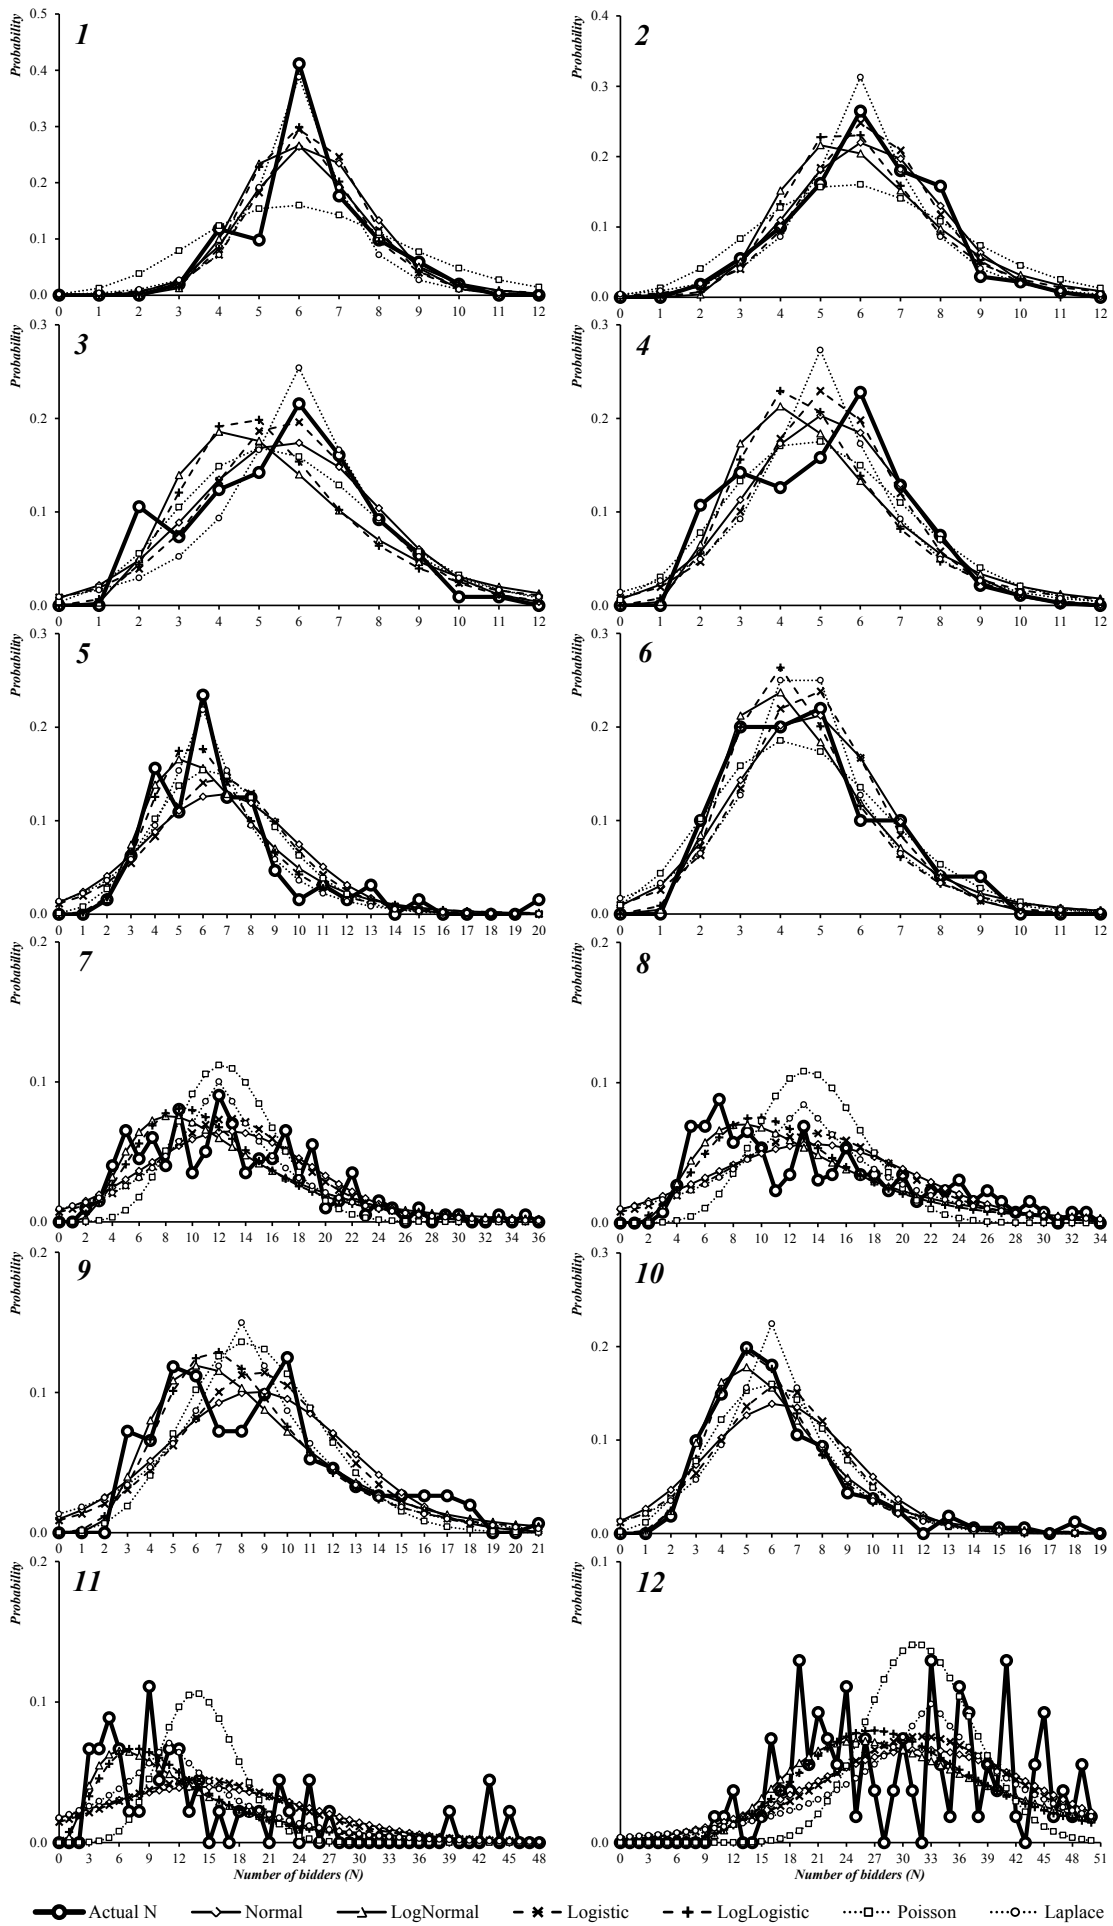 Probability
1
0.5
0.4
0.3
0.2
0.1
0.0
0 1 2 3 4 5 6 7 8 9 10 11 12
Probability
2
0.4
0.3
0.2
0.1
0.0
0 1 2 3 4 5 6 7 8 9 10 11 12
Probability
3
0.3
0.2
0.1
0.0
0 1 2 3 4 5 6 7 8 9 10 11 12
Probability
4
0.3
0.2
0.1
0.0
0 1 2 3 4 5 6 7 8 9 10 11 12
Probability
5
0.3
0.2
0.1
0.0
0 1 2 3 4 5 6 7 8 9 10 11 12 13 14 15 16 17 18 19 20
Probability
6
0.3
0.2
0.1
0.0
0 1 2 3 4 5 6 7 8 9 10 11 12
Probability
7
0.2
0.1
0.0
0 2 4 6 8 10 12 14 16 18 20 22 24 26 28 30 32 34 36
Probability
8
0.2
0.1
0.0
0 2 4 6 8 10 12 14 16 18 20 22 24 26 28 30 32 34
Probability
9
0.2
0.1
0.0
0 1 2 3 4 5 6 7 8 9 10 11 12 13 14 15 16 17 18 19 20 21
Probability
10
0.3
0.2
0.1
0.0
0 1 2 3 4 5 6 7 8 9 10 11 12 13 14 15 16 17 18 19
Probability
11
0.2
0.1
0.0
0 3 6 9 12 15 18 21 24 27 30 33 36 39 42 45 48
Number of bidders (N)
Probability
12
0.1
0.0
0 3 6 9 12 15 18 21 24 27 30 33 36 39 42 45 48 51
Number of bidders (N)
Actual N Normal LogNormal Logistic LogLogistic Poisson Laplace